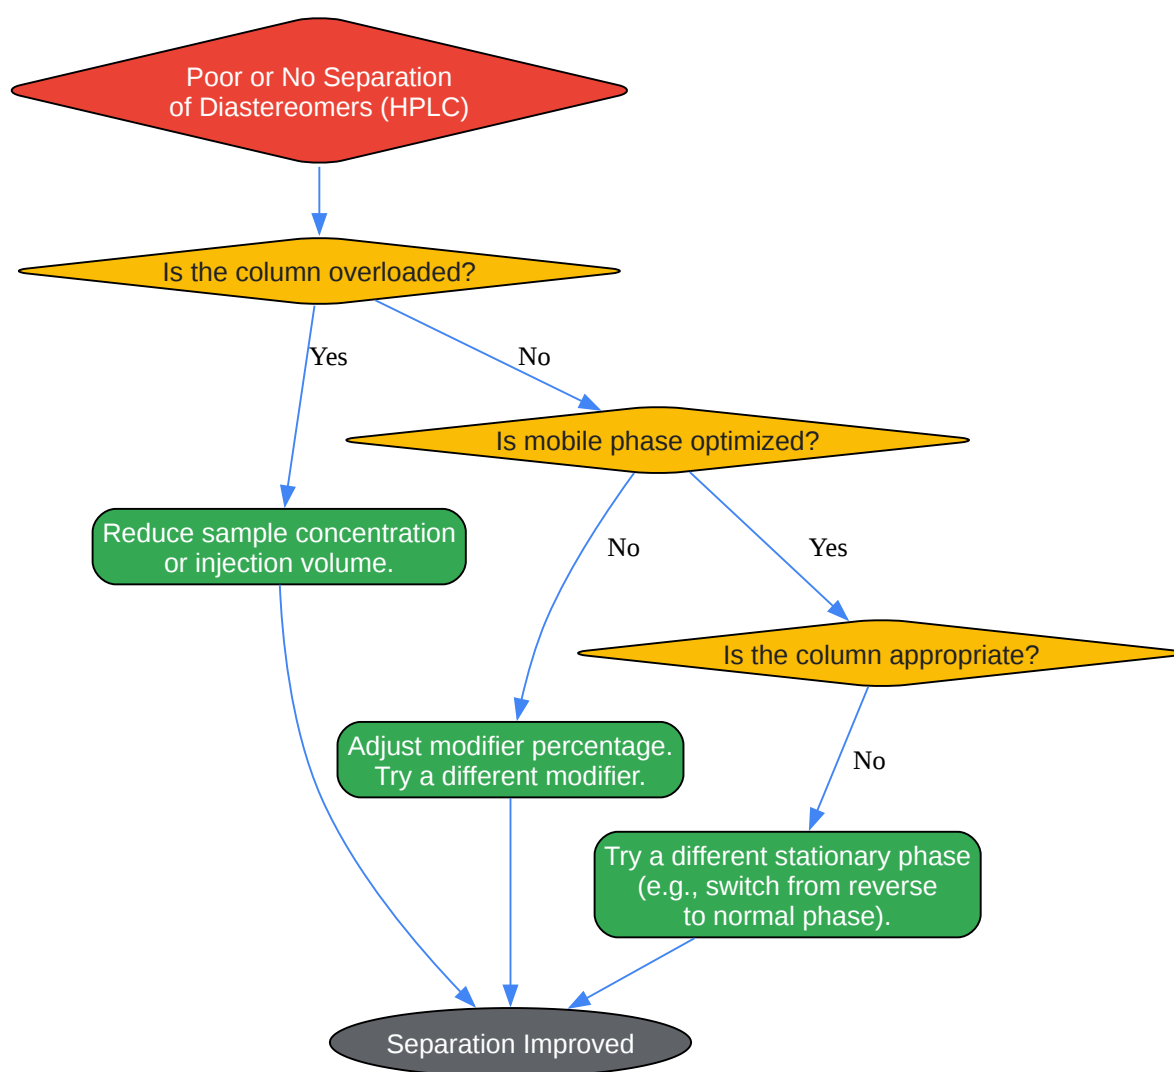 Poor or No Separation
of Diastereomers (HPLC)
Is the column overloaded?
Yes
No
Is mobile phase optimized?
Reduce sample concentration
or injection volume.
No
Yes
Is the column appropriate?
Adjust modifier percentage.
Try a different modifier.
No
Try a different stationary phase
(e.g., switch from reverse
to normal phase).
Separation Improved